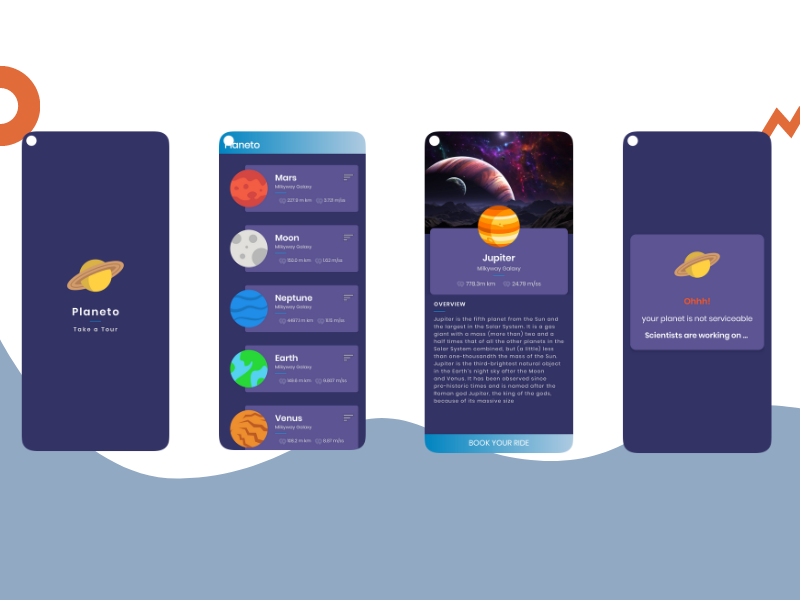 Planeto
Take a Tour
Planeto
Mars
Milkyway Galaxy
227.9 m km 3.721 m/ss
Moon
Milkyway Galaxy
1.62 m/ss
Neptune
Milkyway Galaxy
Earth
Milkyway Galaxy
9.807 m/ss
Venus
Milkyway Galaxy
108.2 m km 8.87 m/ss
Jupiter
Milkyway Galaxy
778.3m km 24.79 m/ss
OVERVIEW
Jupiter is the fifth planet from the Sun and
the largest in the Solar System. It is a gas
giant with a mass (more than) two and a
half times that of all the other planets in the
Solar System combined, but (a little) less
than one-thousandth the mass of the Sun.
Jupiter is the third-brightest natural object
in the Earth's night sky after the Moon
and Venus. It has been observed since
pre-historic times and is named after the
Roman god Jupiter, the king of the gods,
because of its massive size
BOOK YOUR RIDE
Ohhh!
your planet is not serviceable
Scientists are working on ...